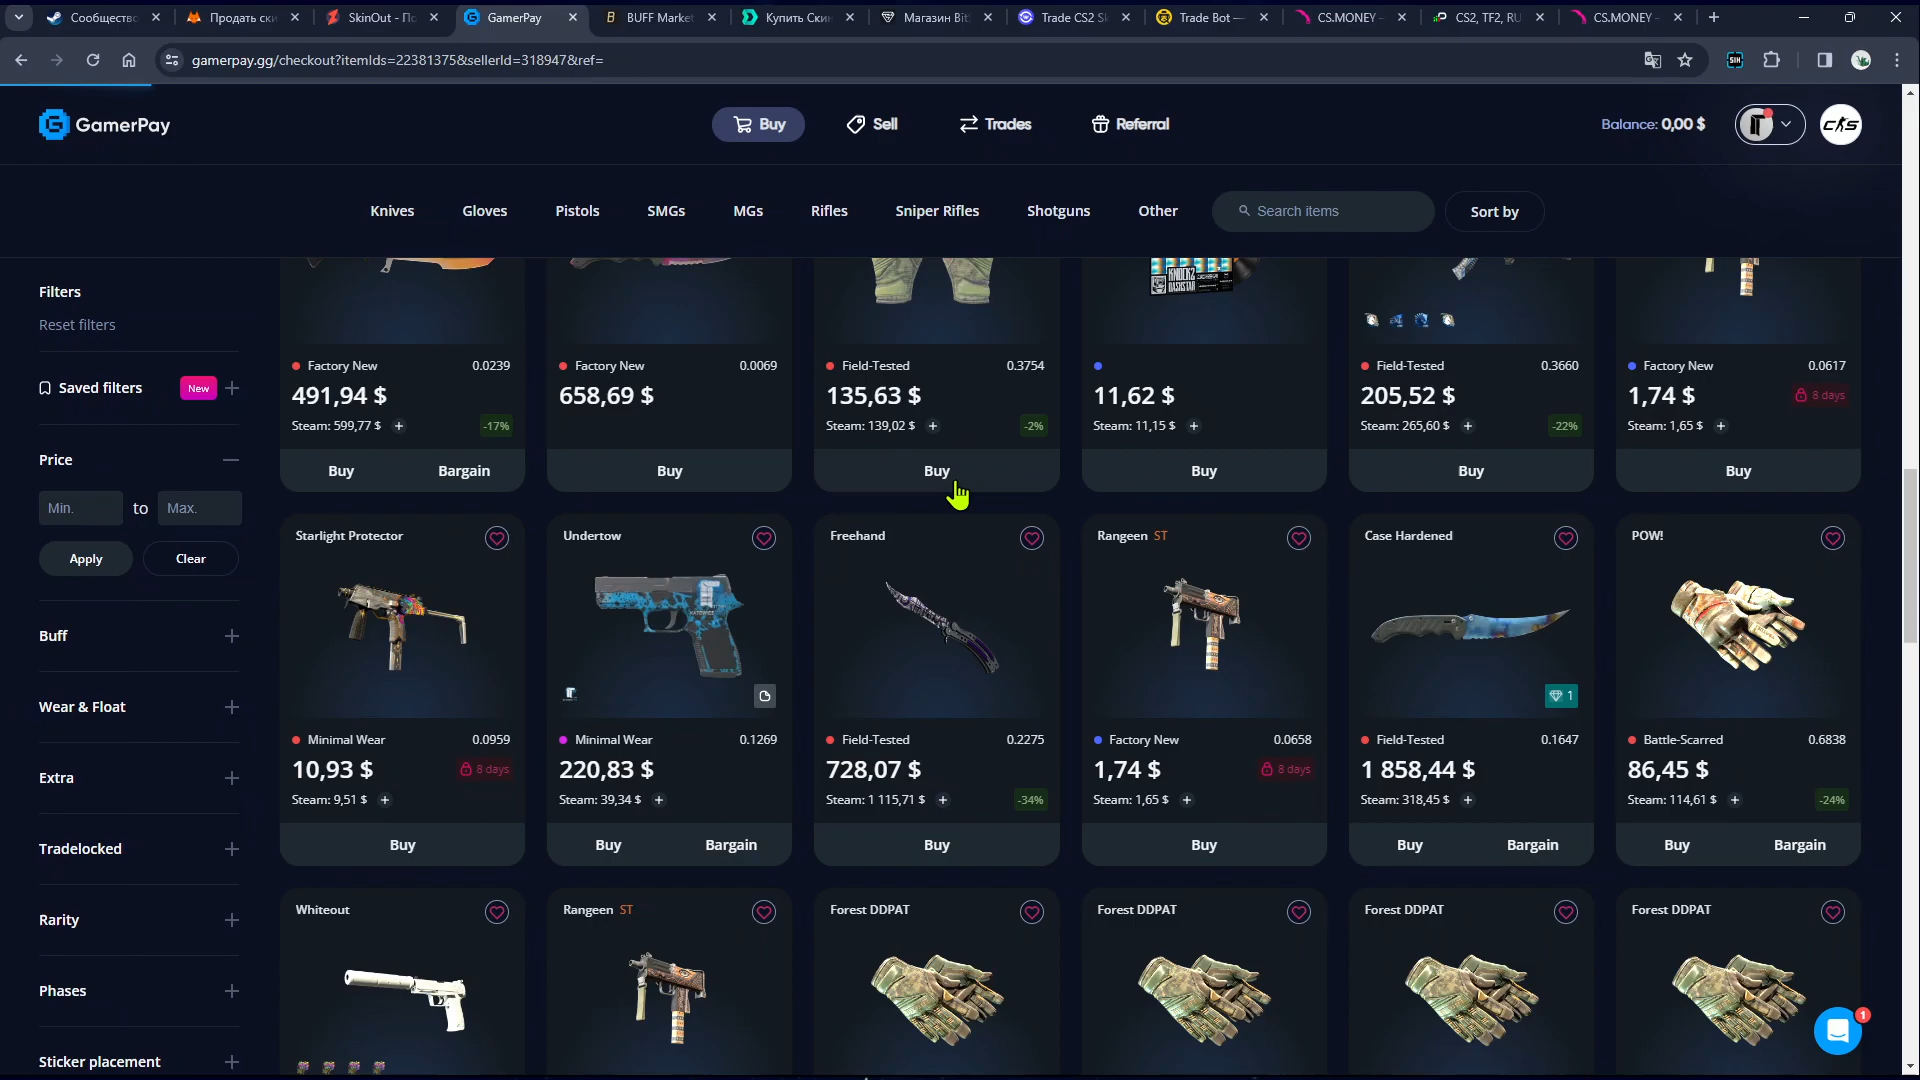 Сообщество
Продать ски
SkinOut - По
GamerPay
BUFF Market
Купить Скин
Магазин Bit
Trade CS2 Sk
Trade Bot —
CS.MONEY -
CS2, TF2, RU
CS.MONEY -
gamerpay.gg/checkout?itemIds=22381375&sellerId=318947&ref=
SIH
GamerPay
Buy
Sell
Trades
Referral
Balance: 0,00 $
Knives
Gloves
Pistols
SMGs
MGs
Rifles
Sniper Rifles
Shotguns
Other
Search items
Sort by
Filters
Reset filters
Saved filters
New
Price
Min.
to
Max.
Apply
Clear
Buff
Wear & Float
Extra
Tradelocked
Rarity
Phases
Sticker placement
Factory New
0.0239
491,94 $
Steam: 599,77 $
-17%
Buy
Bargain
Factory New
0.0069
658,69 $
Buy
Field-Tested
0.3754
135,63 $
Steam: 139,02 $
-2%
Buy
11,62 $
Steam: 11,15 $
Buy
Field-Tested
0.3660
205,52 $
Steam: 265,60 $
-22%
Buy
Factory New
0.0617
1,74 $
8 days
Steam: 1,65 $
Buy
Starlight Protector
Minimal Wear
0.0959
10,93 $
8 days
Steam: 9,51 $
Buy
Undertow
Minimal Wear
0.1269
220,83 $
Steam: 39,34 $
Buy
Bargain
Freehand
Field-Tested
0.2275
728,07 $
Steam: 1 115,71 $
-34%
Buy
Rangeen ST
Factory New
0.0658
1,74 $
8 days
Steam: 1,65 $
Buy
Case Hardened
1
Field-Tested
0.1647
1 858,44 $
Steam: 318,45 $
Buy
Bargain
POW!
Battle-Scarred
0.6838
86,45 $
Steam: 114,61 $
-24%
Buy
Bargain
Whiteout
Rangeen ST
Forest DDPAT
Forest DDPAT
Forest DDPAT
Forest DDPAT
1